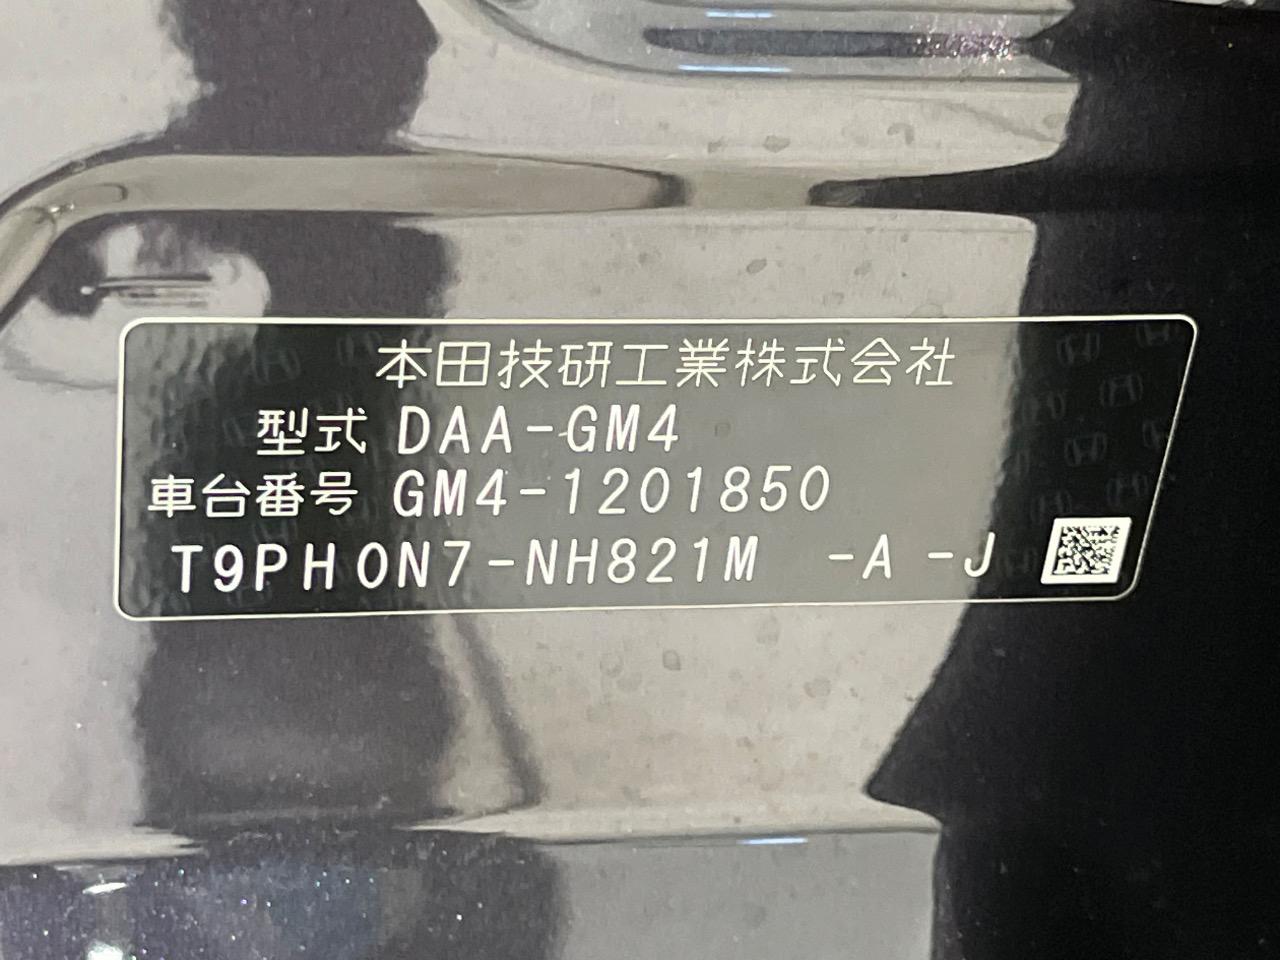 本田技研工業株式会社
型式 DAA-GM4
車台番号 GM4-1201850
T9PH0N7-NH821M -A -J